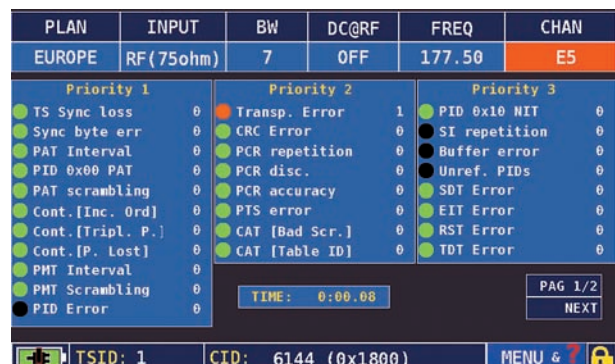 PLAN INPUT BW DC@RF FREQ CHAN
EUROPE RF(75ohm) 7 OFF 177.50 E5
Priority 1
TS Sync loss 0
Sync byte err 0
PAT Interval 0
PID 0x00 PAT 0
PAT scrambling 0
Cont.[Inc. Ord] 0
Cont.[Tripl. P.] 0
Cont.[P. Lost] 0
PMT Interval 0
PMT Scrambling 0
PID Error 0
Priority 2
Transp. Error 1
CRC Error 0
PCR repetition 0
PCR disc. 0
PCR accuracy 0
PTS error 0
CAT [Bad Scr.] 0
CAT [Table ID] 0
Priority 3
PID 0x10 NIT 0
SI repetition 0
Buffer error 0
Unref. PIDs 0
SDT Error 0
EIT Error 0
RST Error 0
TDT Error 0
TIME: 0:00.08
PAG 1/2
NEXT
TSID: 1 CID: 6144 (0x1800) MENU & ?